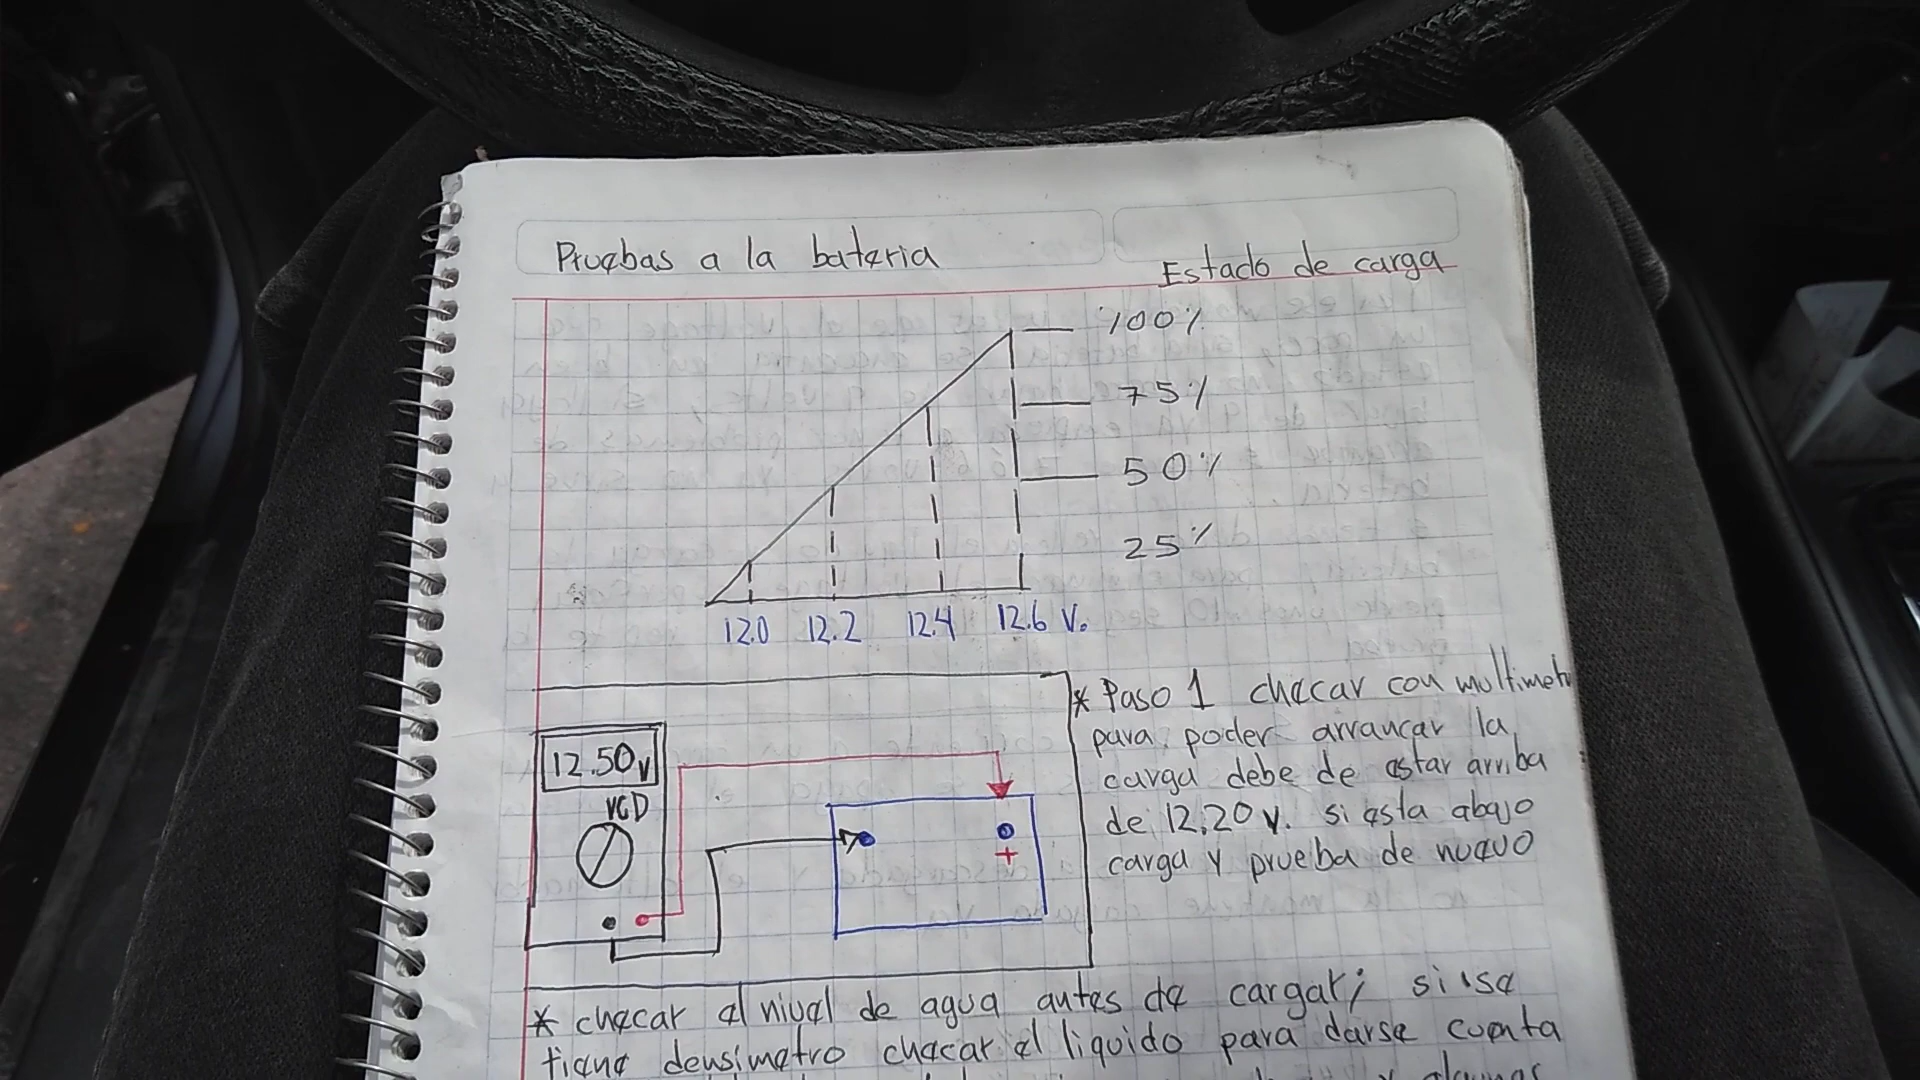 Pruebas a la bateria
Estado de carga
100%
75%
50%
25%
12.0 12.2 12.4 12.6 V.
* Paso 1 checar con multimetr
para poder arrancar la
carga debe de estar arriba
de 12.20 v. si esta abajo
carga y prueba de nuevo
12.50v
VCD
+
* checar el nivel de agua antes de cargar; si se
tiene densimetro checar el liquido para darse cuenta
y algunas